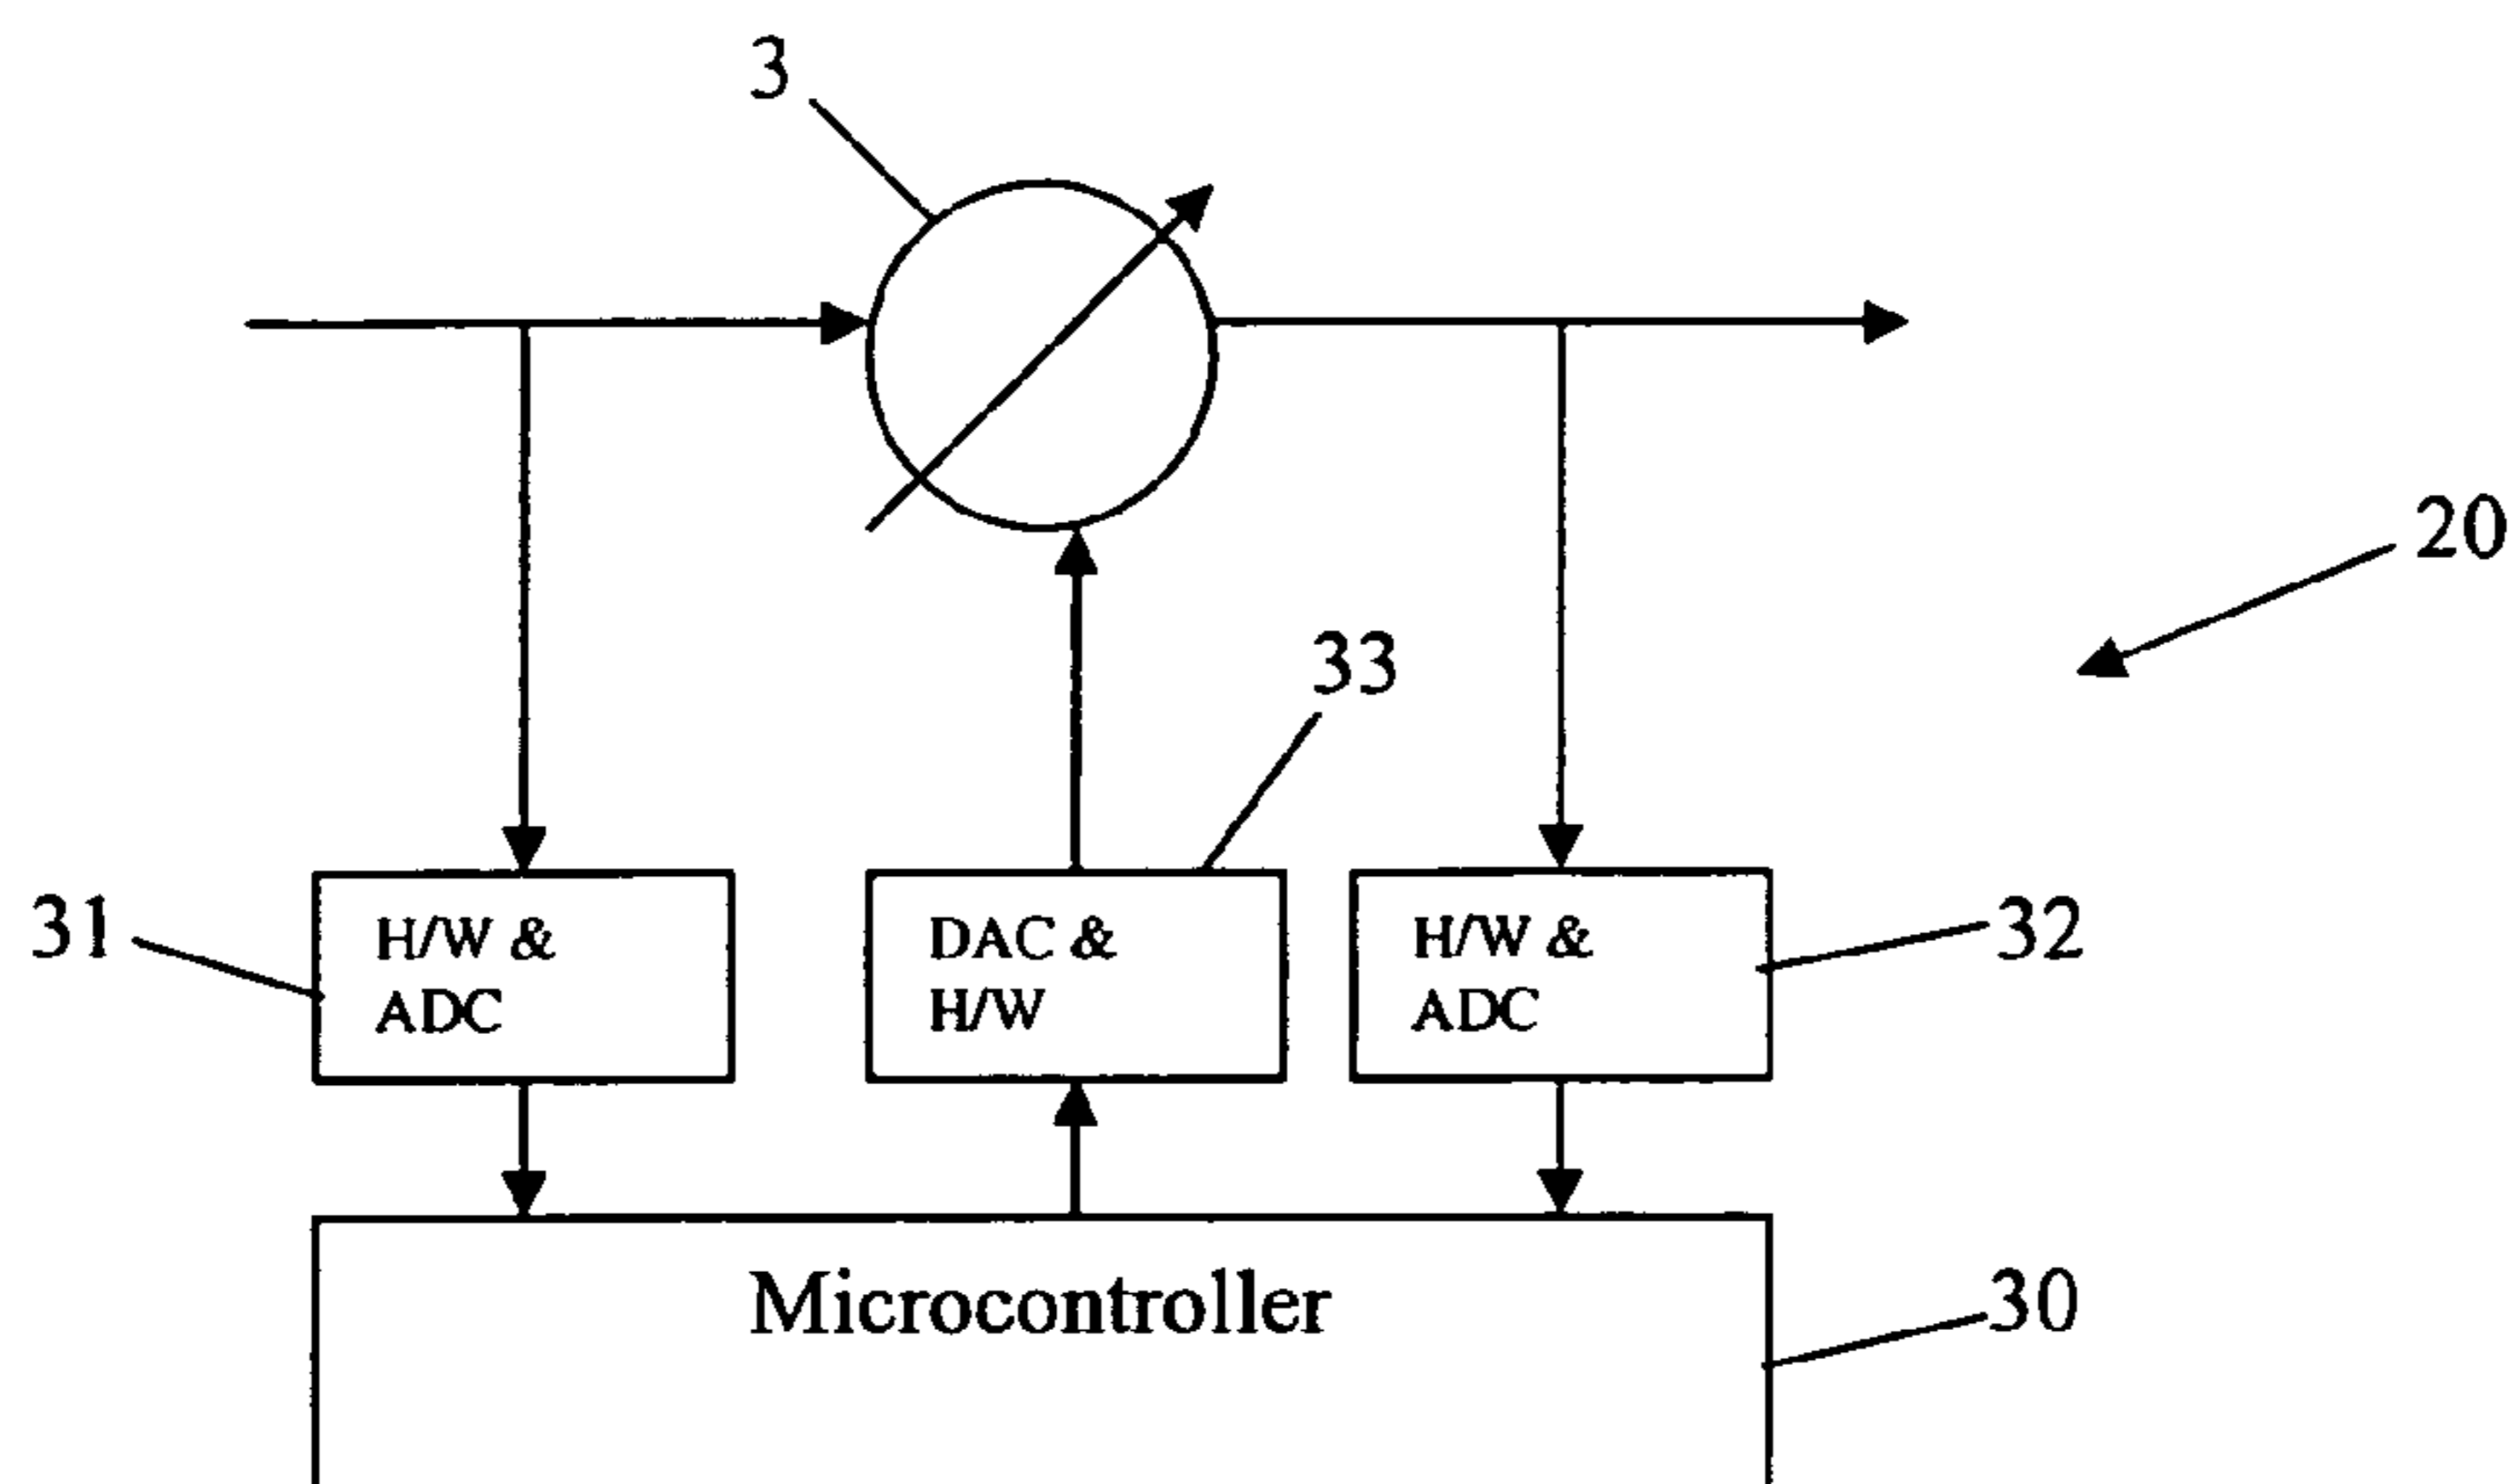 3
20
33
31
H/W &
ADC
DAC &
H/W
H/W &
ADC
32
Microcontroller
30